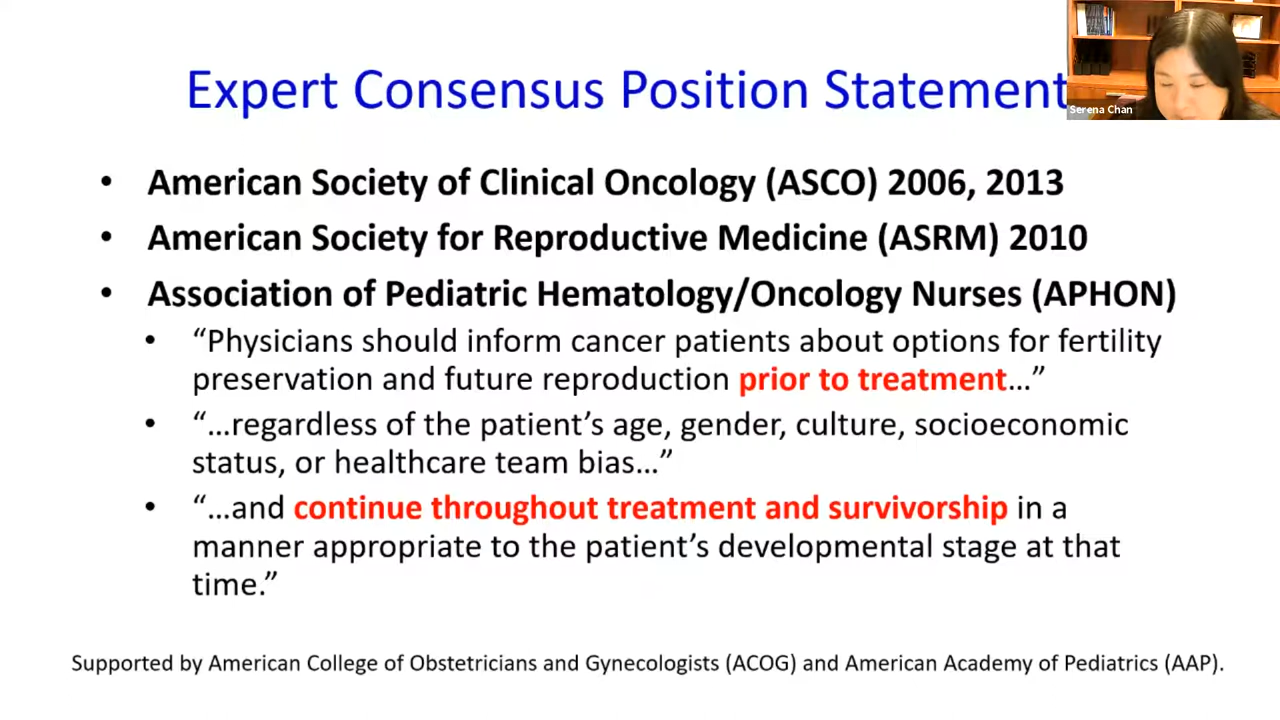 Expert Consensus Position Statement
Serena Chan
• American Society of Clinical Oncology (ASCO) 2006, 2013
• American Society for Reproductive Medicine (ASRM) 2010
• Association of Pediatric Hematology/Oncology Nurses (APHON)
• “Physicians should inform cancer patients about options for fertility
preservation and future reproduction prior to treatment…”
• “…regardless of the patient’s age, gender, culture, socioeconomic
status, or healthcare team bias…”
• “…and continue throughout treatment and survivorship in a
manner appropriate to the patient’s developmental stage at that
time.”
Supported by American College of Obstetricians and Gynecologists (ACOG) and American Academy of Pediatrics (AAP).